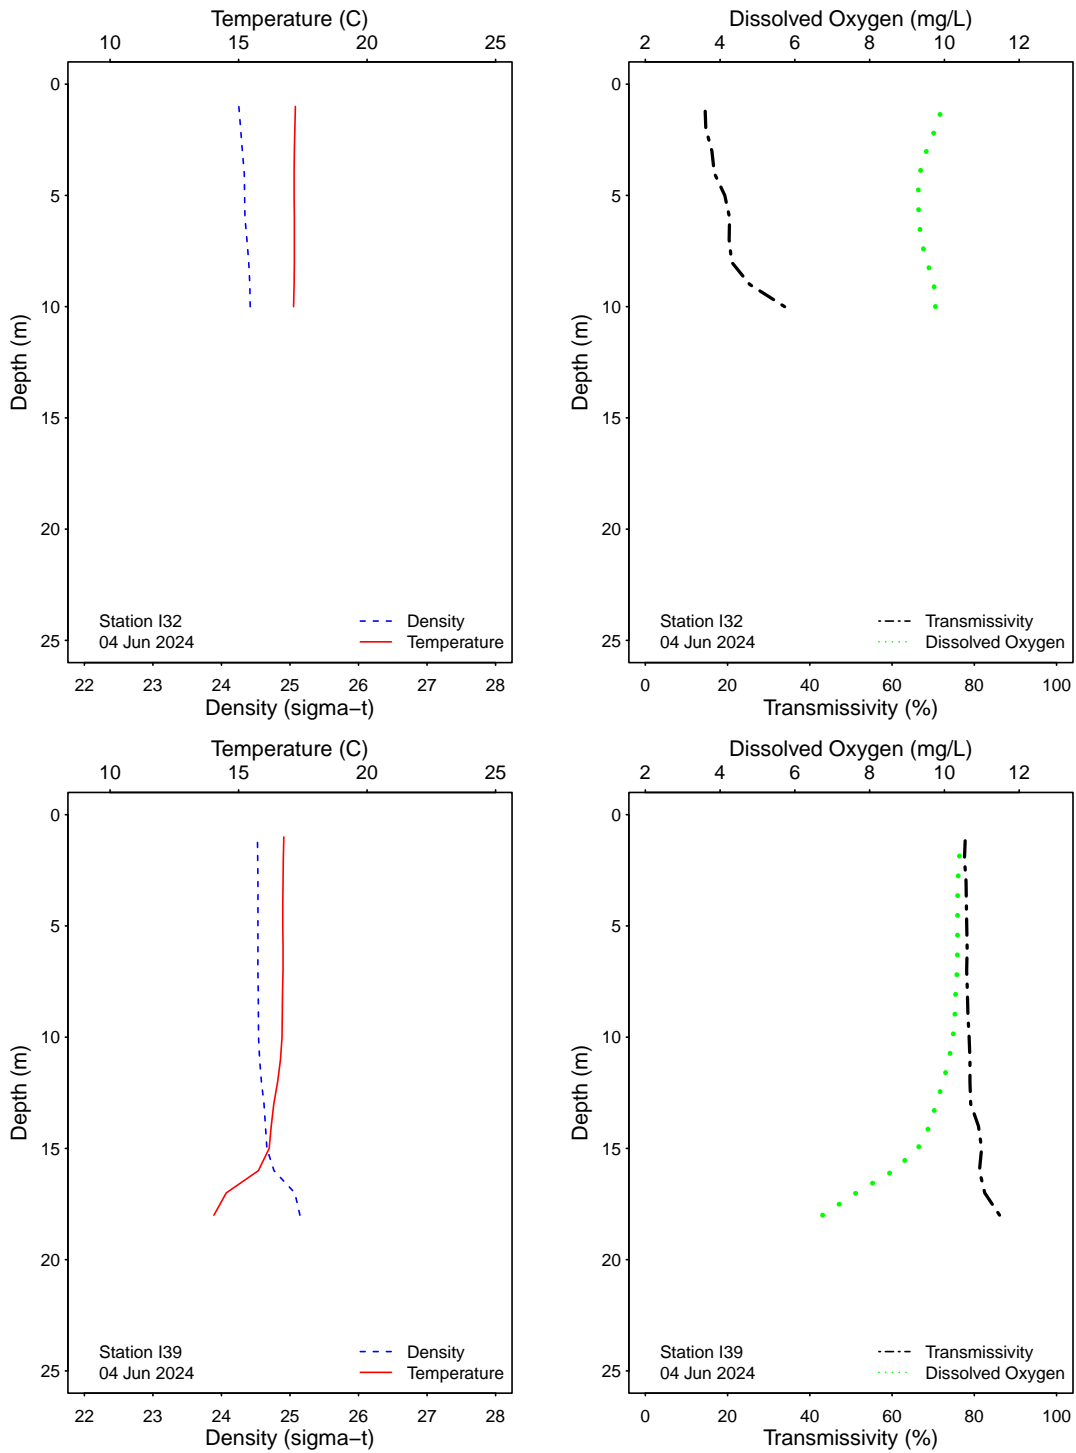 Temperature (C)
10 15 20 25
0
5
10
15
20
25
Depth (m)
Station I32
04 Jun 2024
Density
Temperature
22 23 24 25 26 27 28
Density (sigma−t)
Dissolved Oxygen (mg/L)
2 4 6 8 10 12
0
5
10
15
20
25
Depth (m)
Station I32
04 Jun 2024
Transmissivity
Dissolved Oxygen
0 20 40 60 80 100
Transmissivity (%)
Temperature (C)
10 15 20 25
0
5
10
15
20
25
Depth (m)
Station I39
04 Jun 2024
Density
Temperature
22 23 24 25 26 27 28
Density (sigma−t)
Dissolved Oxygen (mg/L)
2 4 6 8 10 12
0
5
10
15
20
25
Depth (m)
Station I39
04 Jun 2024
Transmissivity
Dissolved Oxygen
0 20 40 60 80 100
Transmissivity (%)